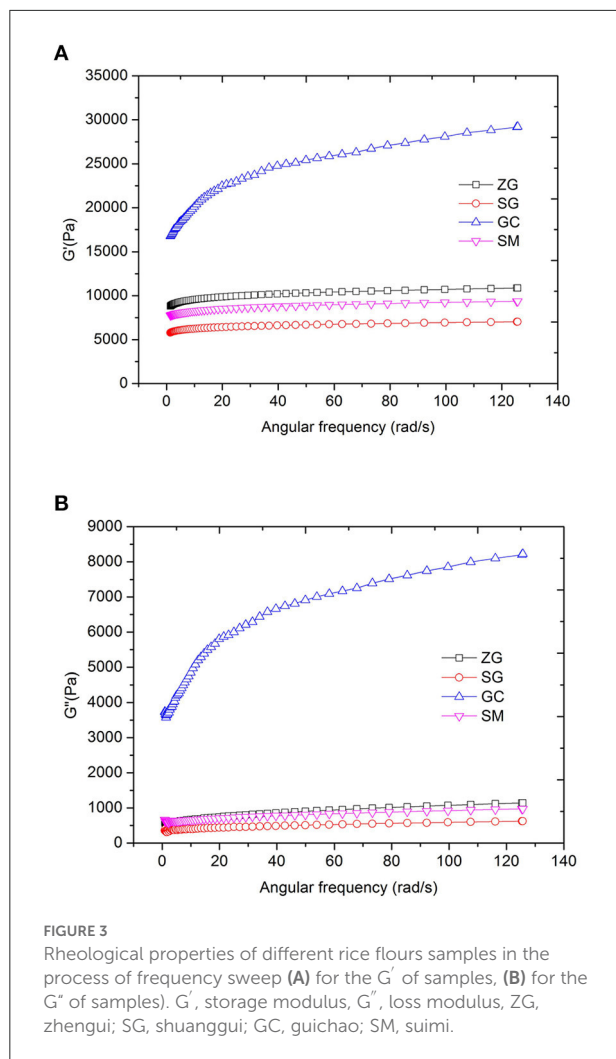 A
35000
30000
25000
20000
15000
10000
5000
0
G'(Pa)
ZG
SG
GC
SM
0 20 40 60 80 100 120 140
Angular frequency (rad/s)
B
9000
8000
7000
6000
5000
4000
3000
2000
1000
0
G"(Pa)
ZG
SG
GC
SM
0 20 40 60 80 100 120 140
Angular frequency (rad/s)
FIGURE 3
Rheological properties of different rice flours samples in the
process of frequency sweep (A) for the G′ of samples, (B) for the
G“ of samples). G′, storage modulus, G″, loss modulus, ZG,
zhengui; SG, shuanggui; GC, guichao; SM, suimi.